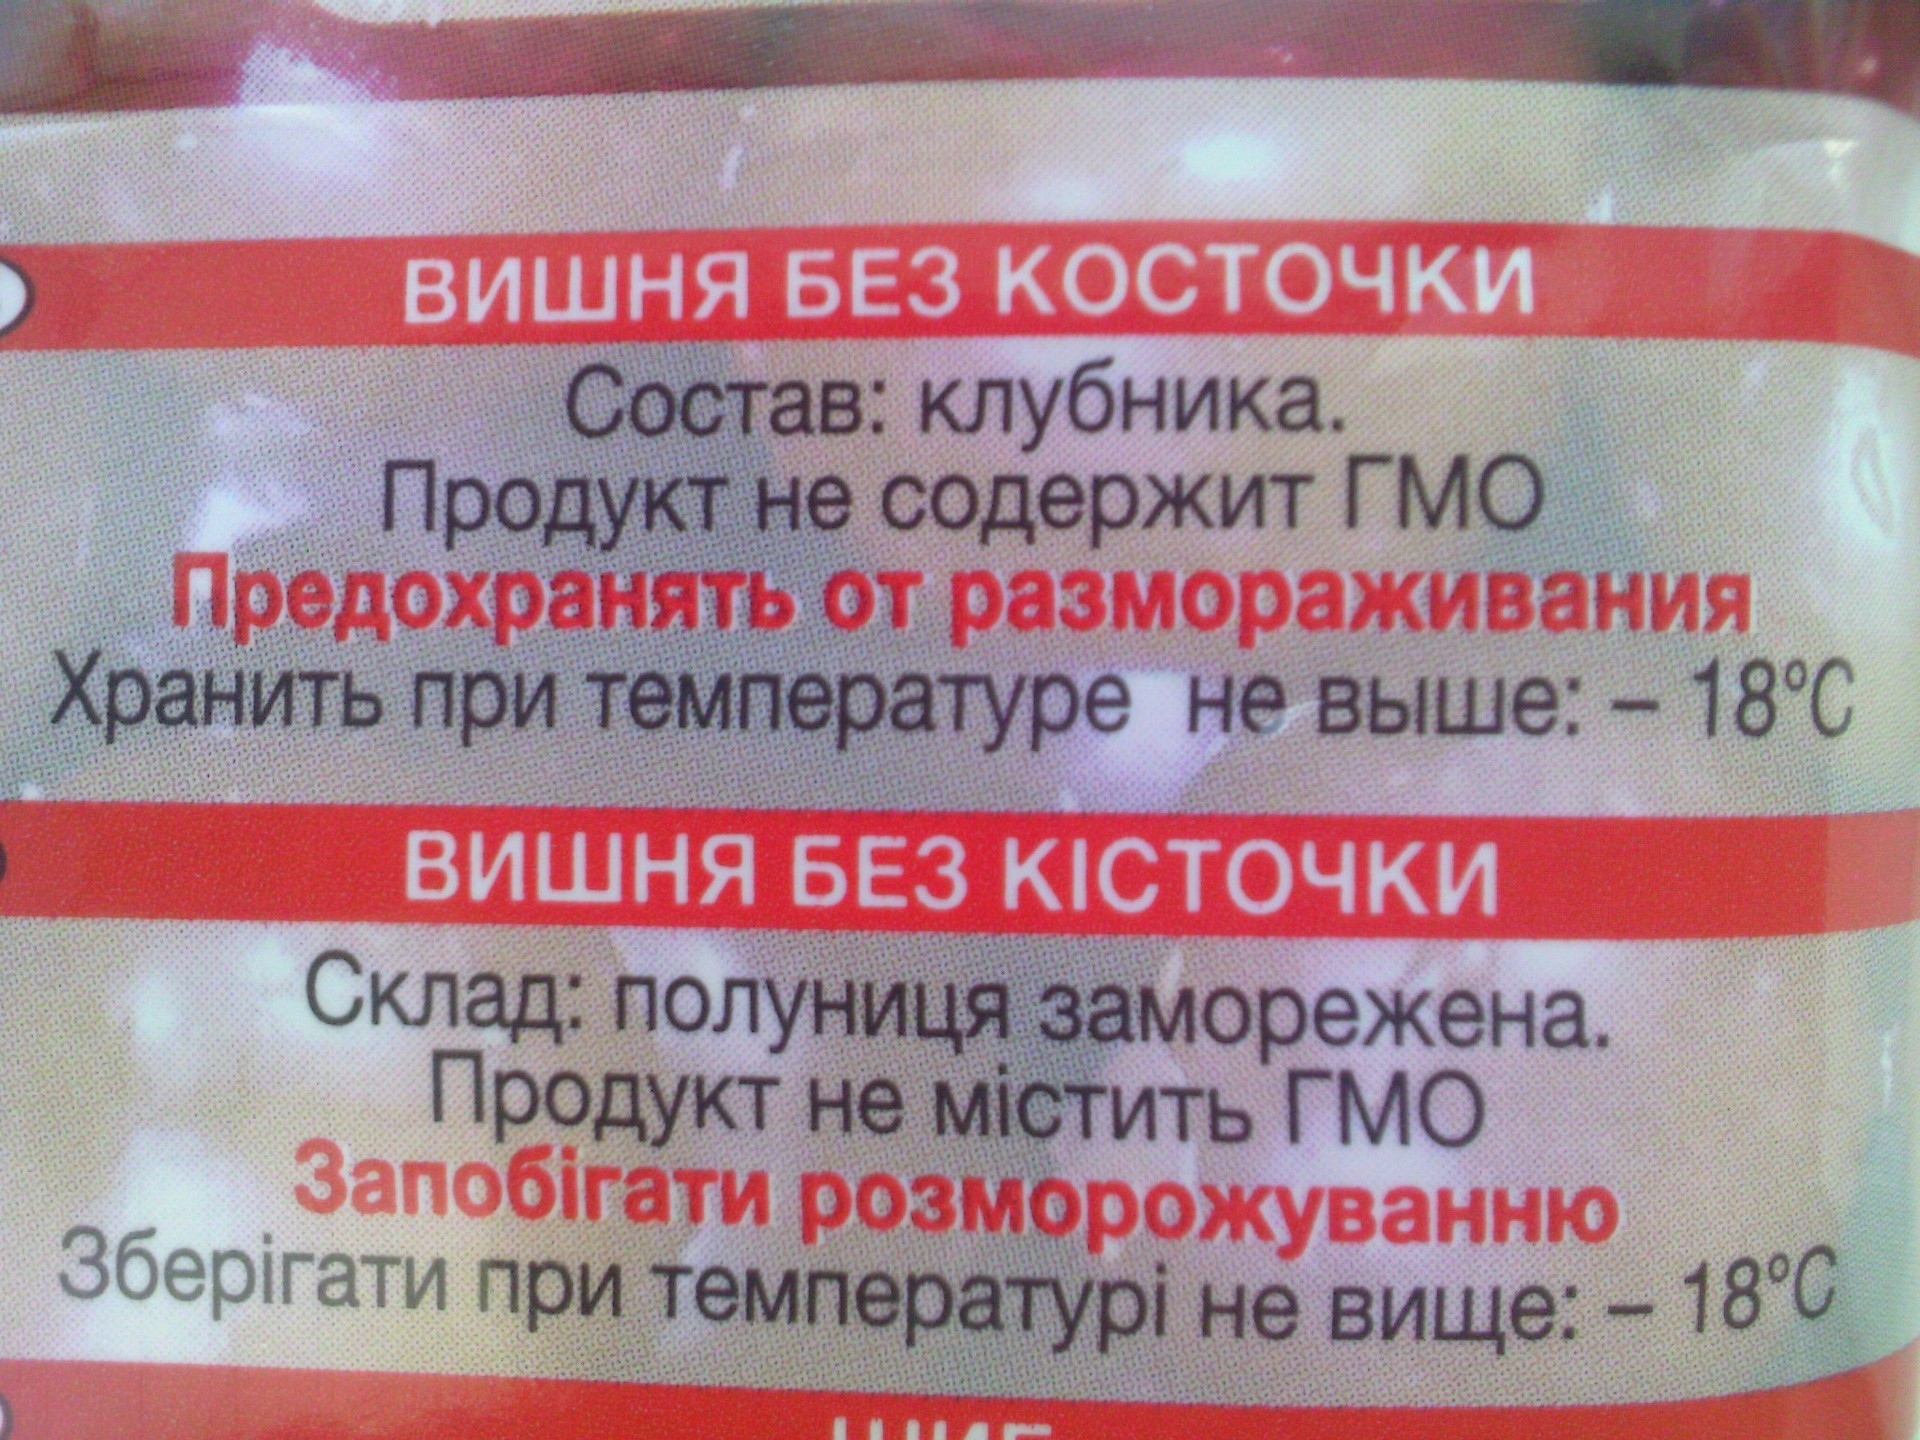 ВИШНЯ БЕЗ КОСТОЧКИ
Состав: клубника.
Продукт не содержит ГМО
Предохранять от размораживания
Хранить при температуре не выше: – 18°C
ВИШНЯ БЕЗ КІСТОЧКИ
Склад: полуниця заморежена.
Продукт не містить ГМО
Запобігати розморожуванню
Зберігати при температурі не вище: – 18°C